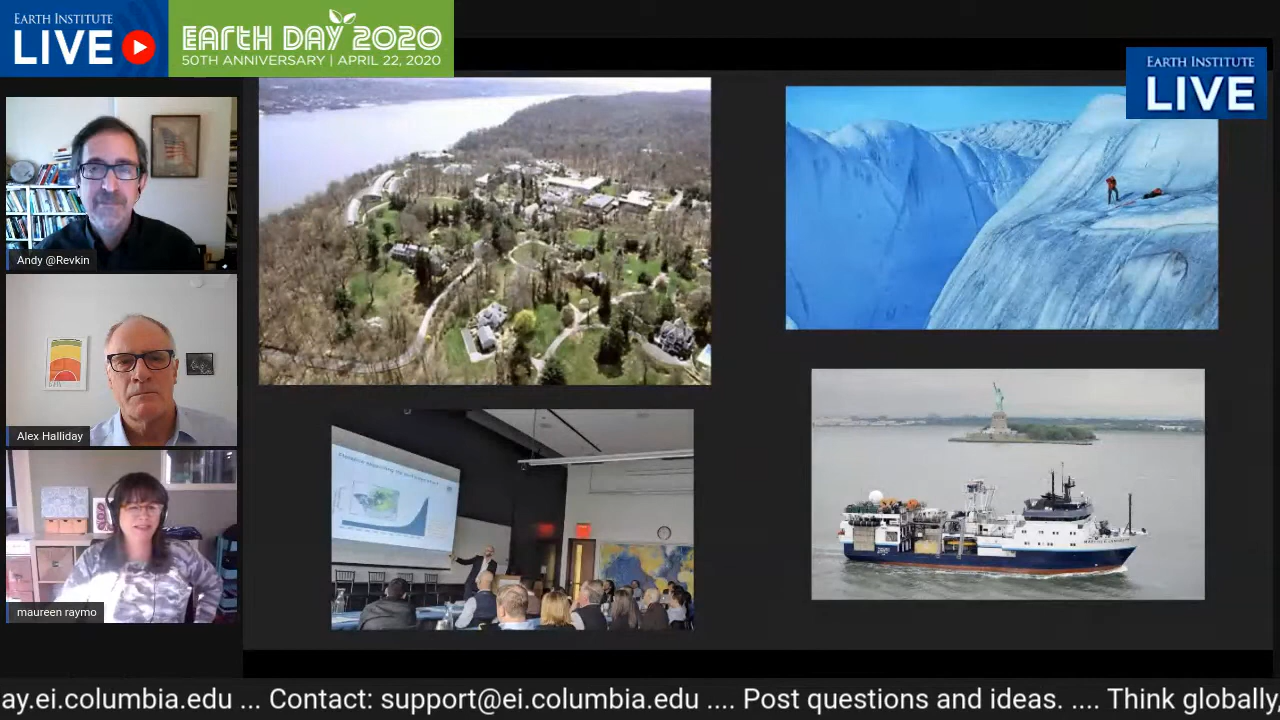 EARTH INSTITUTE
LIVE
EARTH DAY 2020
50TH ANNIVERSARY | APRIL 22, 2020
EARTH INSTITUTE
LIVE
Andy @Revkin
Alex Halliday
maureen raymo
ay.ei.columbia.edu ... Contact: support@ei.columbia.edu .... Post questions and ideas. .... Think globally,